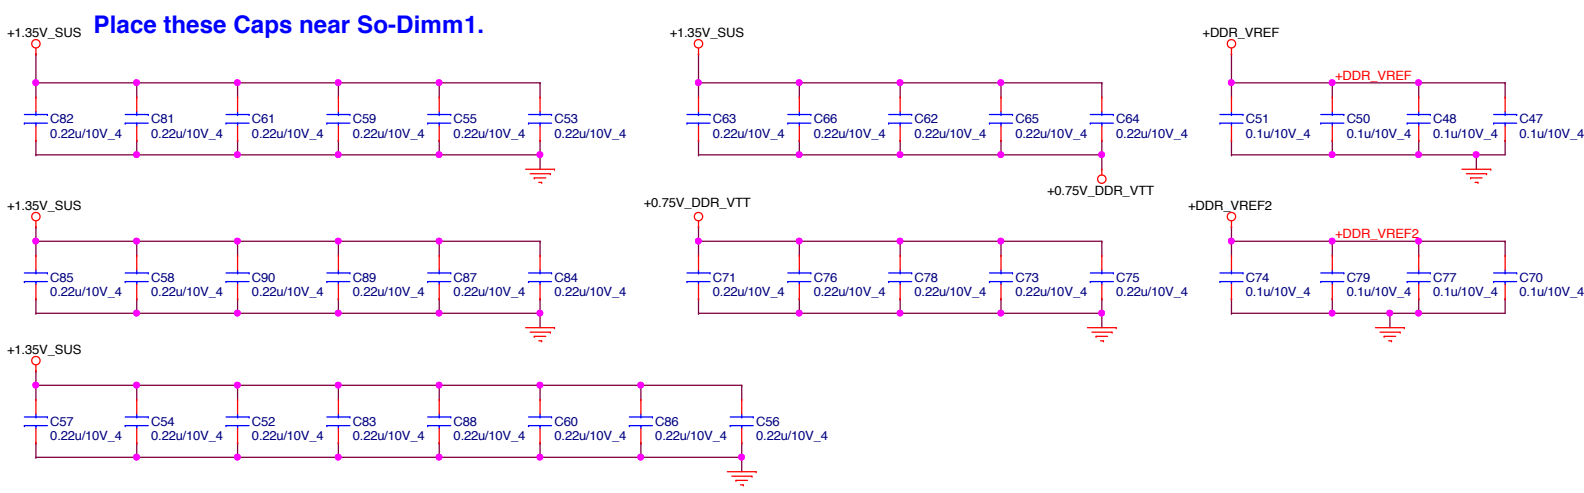 Place these Caps near So-Dimm1.
+1.35V_SUS
C82
0.22u/10V_4
C81
0.22u/10V_4
C61
0.22u/10V_4
C59
0.22u/10V_4
C55
0.22u/10V_4
C53
0.22u/10V_4
+1.35V_SUS
C63
0.22u/10V_4
C66
0.22u/10V_4
C62
0.22u/10V_4
C65
0.22u/10V_4
C64
0.22u/10V_4
+0.75V_DDR_VTT
+DDR_VREF
+DDR_VREF
C51
0.1u/10V_4
C50
0.1u/10V_4
C48
0.1u/10V_4
C47
0.1u/10V_4
+1.35V_SUS
C85
0.22u/10V_4
C58
0.22u/10V_4
C90
0.22u/10V_4
C89
0.22u/10V_4
C87
0.22u/10V_4
C84
0.22u/10V_4
+0.75V_DDR_VTT
C71
0.22u/10V_4
C76
0.22u/10V_4
C78
0.22u/10V_4
C73
0.22u/10V_4
C75
0.22u/10V_4
+DDR_VREF2
+DDR_VREF2
C74
0.1u/10V_4
C79
0.1u/10V_4
C77
0.1u/10V_4
C70
0.1u/10V_4
+1.35V_SUS
C57
0.22u/10V_4
C54
0.22u/10V_4
C52
0.22u/10V_4
C83
0.22u/10V_4
C88
0.22u/10V_4
C60
0.22u/10V_4
C86
0.22u/10V_4
C56
0.22u/10V_4